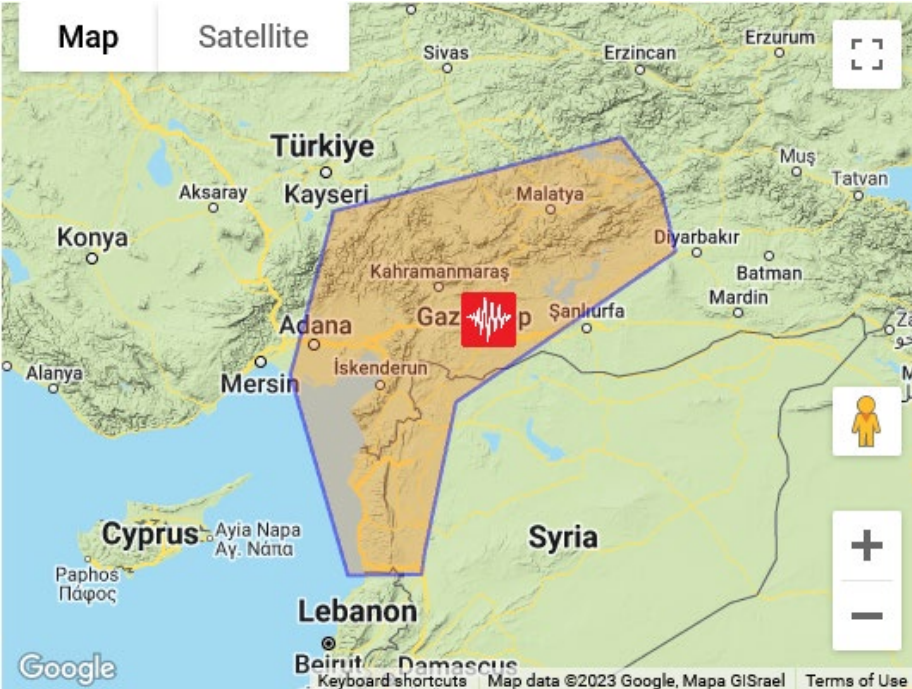 Map
Satellite
Sivas
Erzincan
Erzurum
Türkiye
Kayseri
Aksaray
Malatya
Muş
Tatvan
Konya
Diyarbakır
Batman
Mardin
Kahramanmaraş
Gaz
p
Şanlıurfa
Adana
İskenderun
Alanya
Mersin
Cyprus
Ayia Napa
Αγ. Νάπα
Syria
Paphos
Πάφος
Lebanon
Beirut
Damascus
Google
Keyboard shortcuts
Map data ©2023 Google, Mapa GISrael
Terms of Use